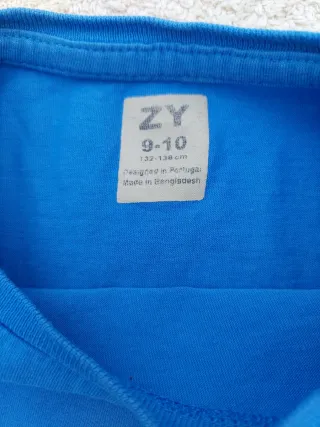 ZY
9-10
132-138 cm
Designed in Portugal
Made in Bangladesh